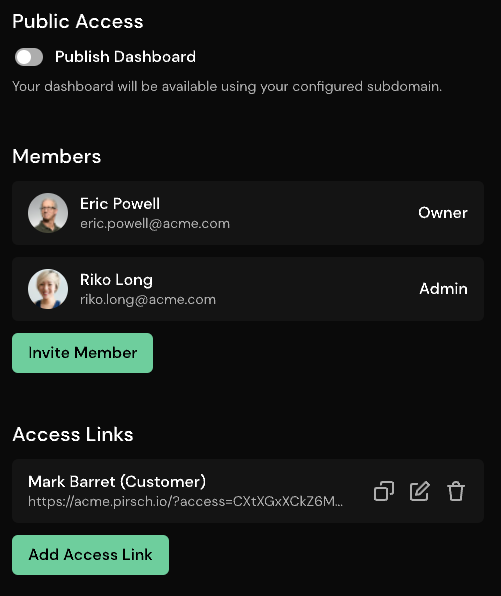 Public Access
Publish Dashboard
Your dashboard will be available using your configured subdomain.
Members
Eric Powell
eric.powell@acme.com
Owner
Riko Long
riko.long@acme.com
Admin
Invite Member
Access Links
Mark Barret (Customer)
https://acme.pirsch.io/?access=CXtXGxXCkZ6M...
Add Access Link